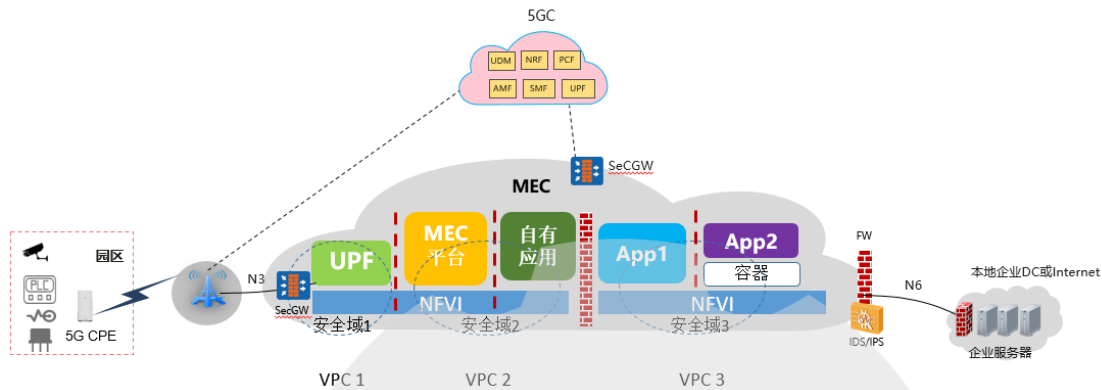 5GC
UDM NRF PCF
AMF SMF UPF
SeCGW
MEC
园区
PLC
5G CPE
N3
SecGW
UPF
MEC
平台
自有
应用
App1
App2
容器
NFVI
NFVI
安全域1
安全域2
安全域3
VPC 1
VPC 2
VPC 3
FW
IDS/IPS
N6
本地企业DC或Internet
企业服务器